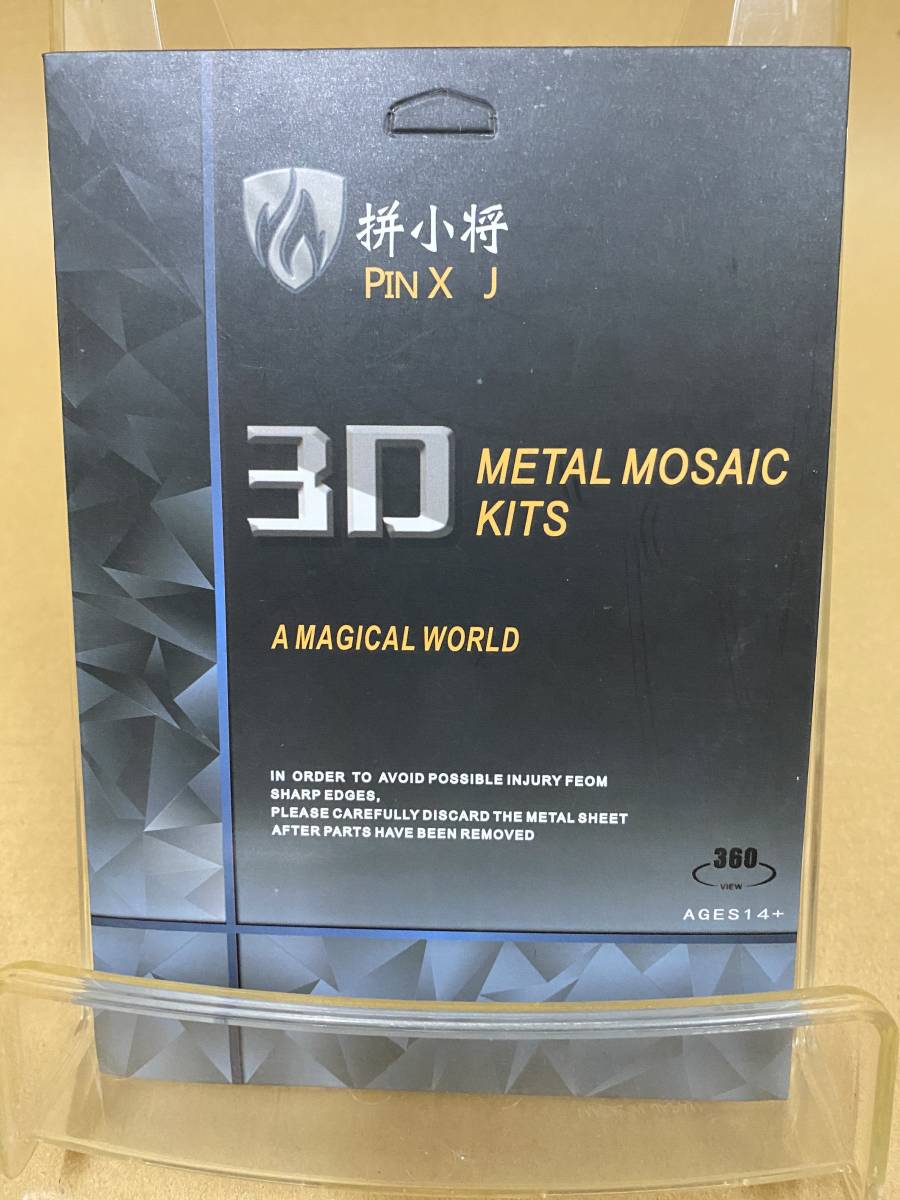 拼小将
PIN X J
3D METAL MOSAIC
KITS
A MAGICAL WORLD
IN ORDER TO AVOID POSSIBLE INJURY FEOM
SHARP EDGES,
PLEASE CAREFULLY DISCARD THE METAL SHEET
AFTER PARTS HAVE BEEN REMOVED
360
VIEW
AGES14+